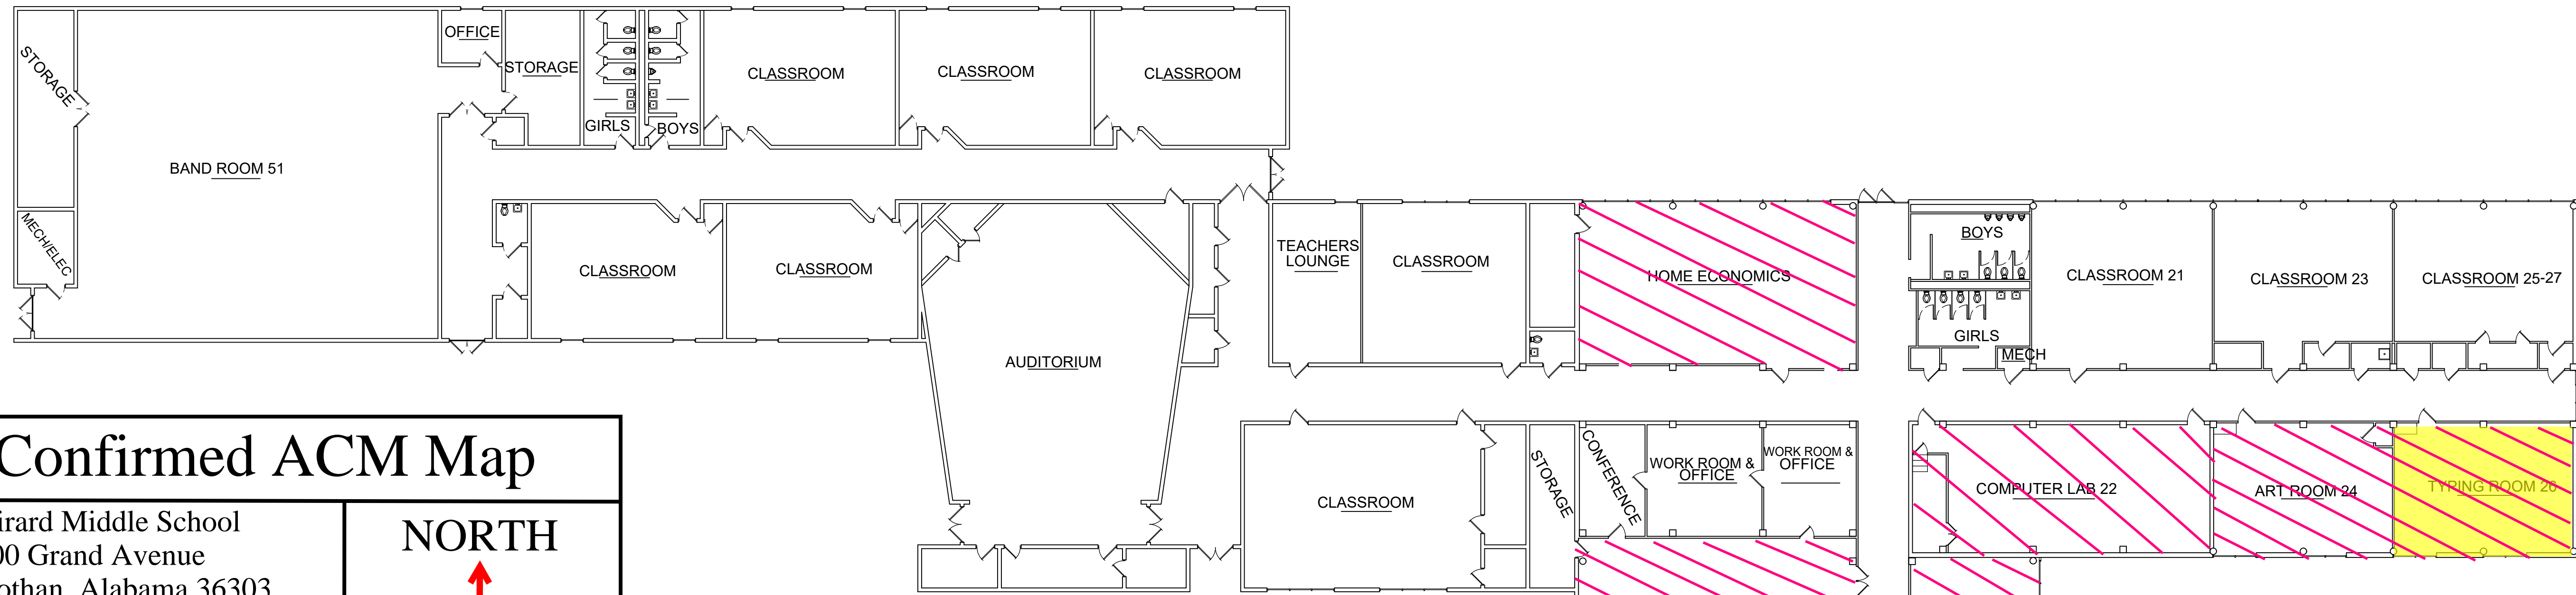 OFFICE
STORAGE
STORAGE
GIRLS
BOYS
CLASSROOM
CLASSROOM
CLASSROOM
BAND ROOM 51
MECH/ELEC
CLASSROOM
CLASSROOM
AUDITORIUM
TEACHERS
LOUNGE
CLASSROOM
HOME ECONOMICS
BOYS
GIRLS
MECH
CLASSROOM 21
CLASSROOM 23
CLASSROOM 25-27
CLASSROOM
STORAGE
CONFERENCE
WORK ROOM &
OFFICE
WORK ROOM &
OFFICE
COMPUTER LAB 22
ART ROOM 24
TYPING ROOM 26
Confirmed ACM Map
irard Middle School
00 Grand Avenue
othan, Alabama 36303
NORTH